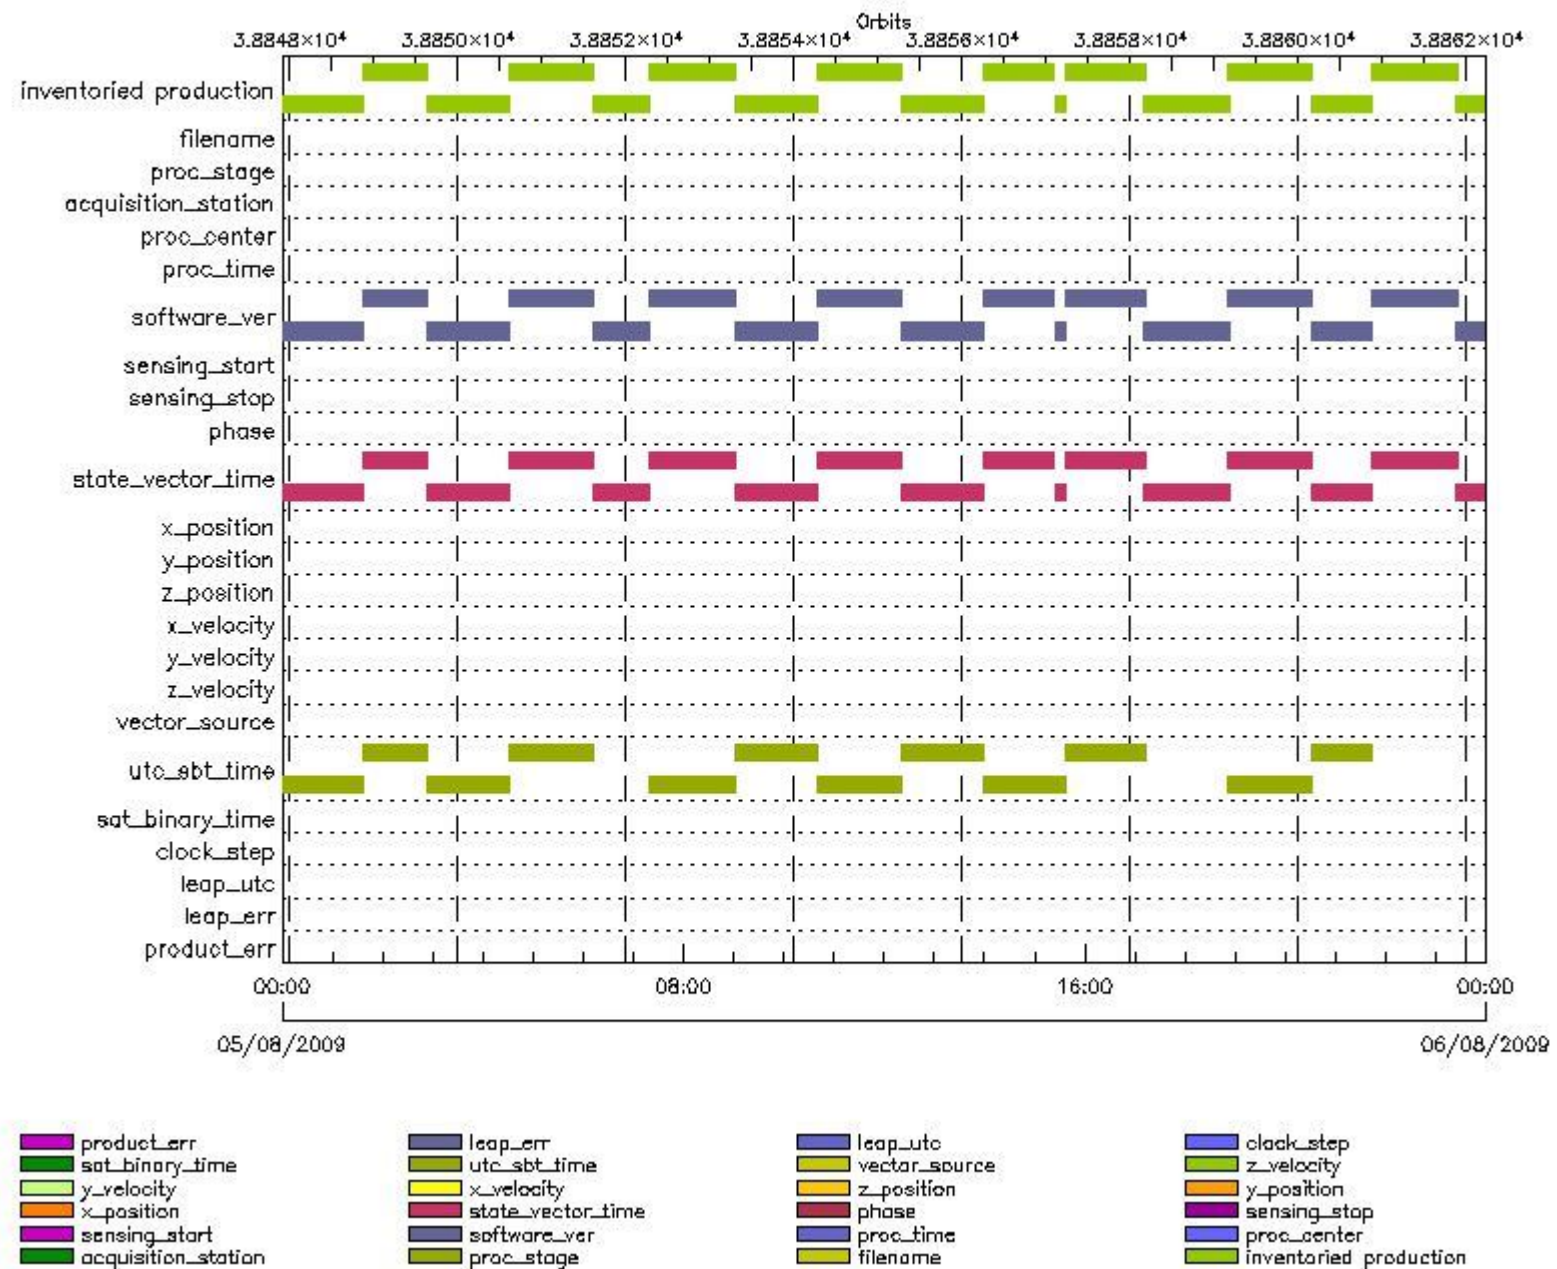 Orbits
3.8848×10⁴ 3.8850×10⁴ 3.8852×10⁴ 3.8854×10⁴ 3.8856×10⁴ 3.8858×10⁴ 3.8860×10⁴ 3.8862×10⁴
inventoried production
filename
proc_stage
acquisition_station
proc_center
proc_time
software_ver
sensing_start
sensing_stop
phase
state_vector_time
x_position
y_position
z_position
x_velocity
y_velocity
z_velocity
vector_source
utc_sbt_time
sat_binary_time
clock_step
leap_utc
leap_err
product_err
00:00 08:00 16:00 00:00
05/08/2009 06/08/2009
product_err leap_err leap_utc clock_step
sat_binary_time utc_sbt_time vector_source z_velocity
y_velocity x_velocity z_position y_position
x_position state_vector_time phase sensing_stop
sensing_start software_ver proc_time proc_center
acquisition_station proc_stage filename inventoried production